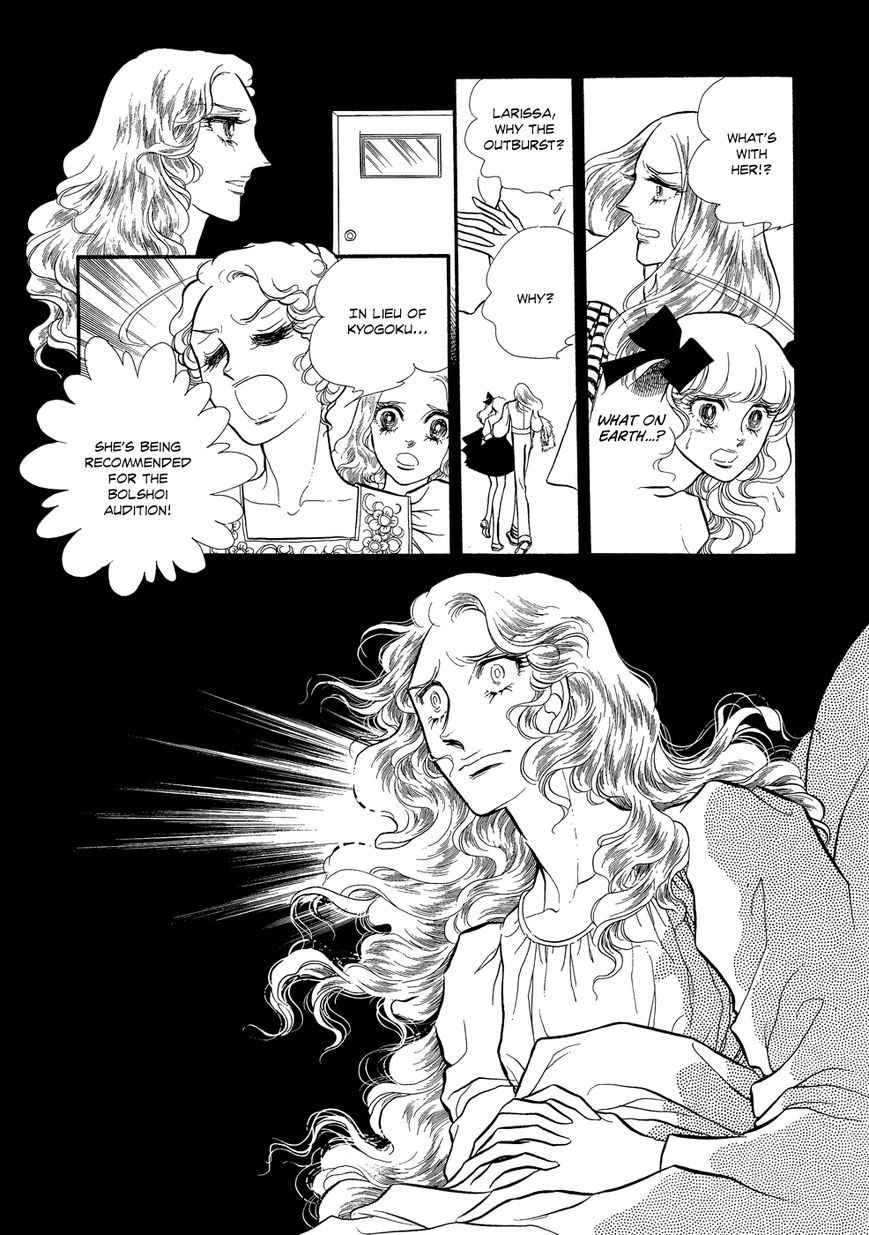 WHAT'S
WITH
HER!?
WHAT ON
EARTH...?
LARISSA,
WHY THE
OUTBURST?
WHY?
IN LIEU OF
KYOGOKU...
SHE'S BEING
RECOMMENDED
FOR THE
BOLSHOI
AUDITION!